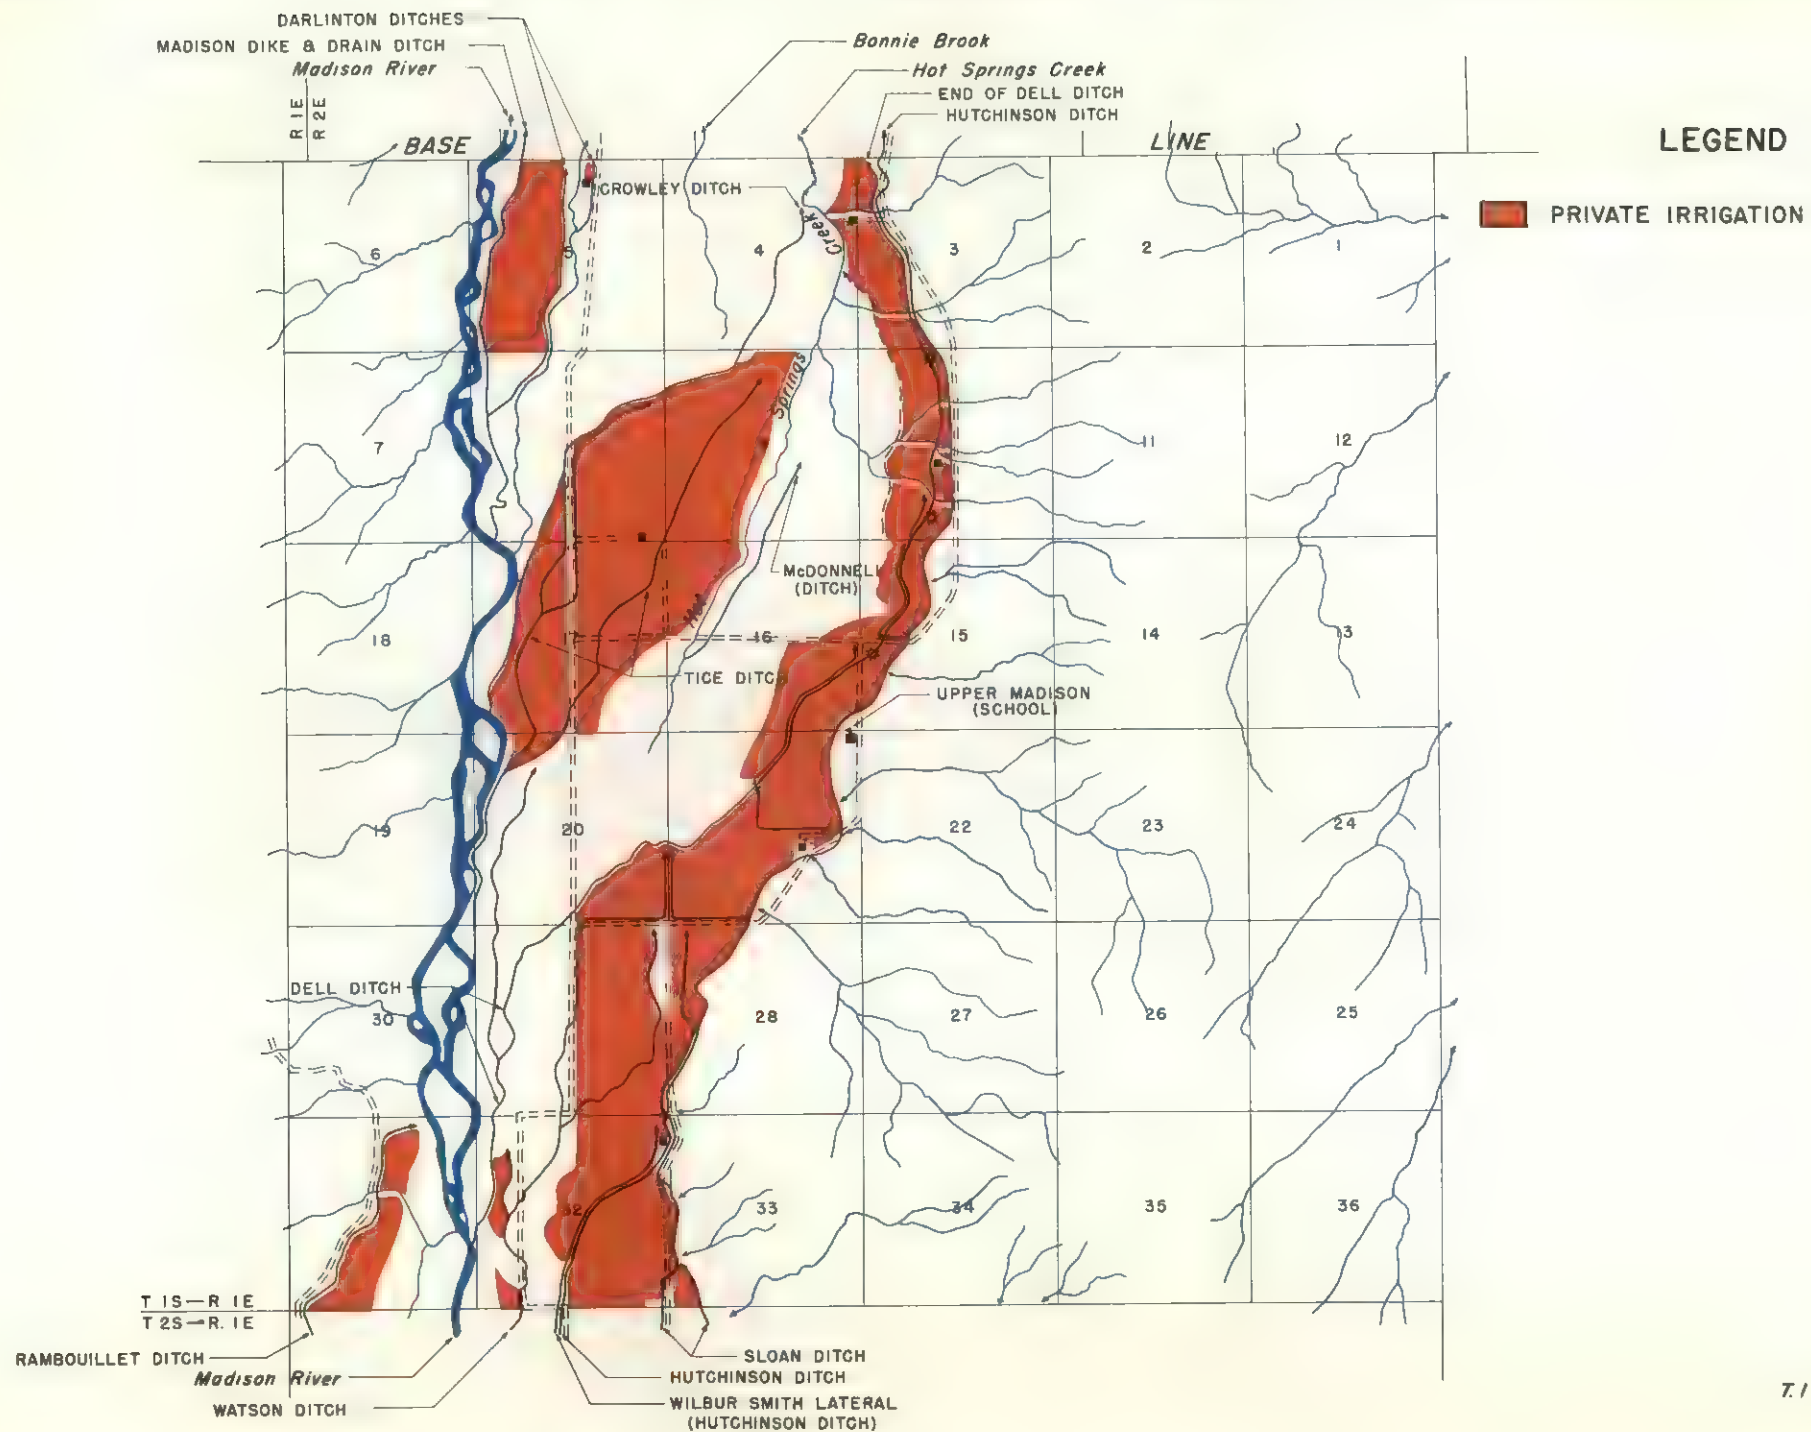 DARLINTON DITCHES
MADISON DIKE & DRAIN DITCH
Madison River
Bonnie Brook
Hot Springs Creek
END OF DELL DITCH
HUTCHINSON DITCH
R 1E
R 2E
BASE
LINE
LEGEND
PRIVATE IRRIGATION
CROWLEY DITCH
Creek
6
5
4
3
2
1
Springs
7
11
12
McDONNELL
(DITCH)
Hot
18
17
16
15
14
13
TICE DITCH
UPPER MADISON
(SCHOOL)
19
20
22
23
24
DELL DITCH
30
28
27
26
25
32
33
34
35
36
T 1S—R 1E
T 2S—R. 1E
RAMBOUILLET DITCH
Madison River
WATSON DITCH
SLOAN DITCH
HUTCHINSON DITCH
WILBUR SMITH LATERAL
(HUTCHINSON DITCH)
T. 1